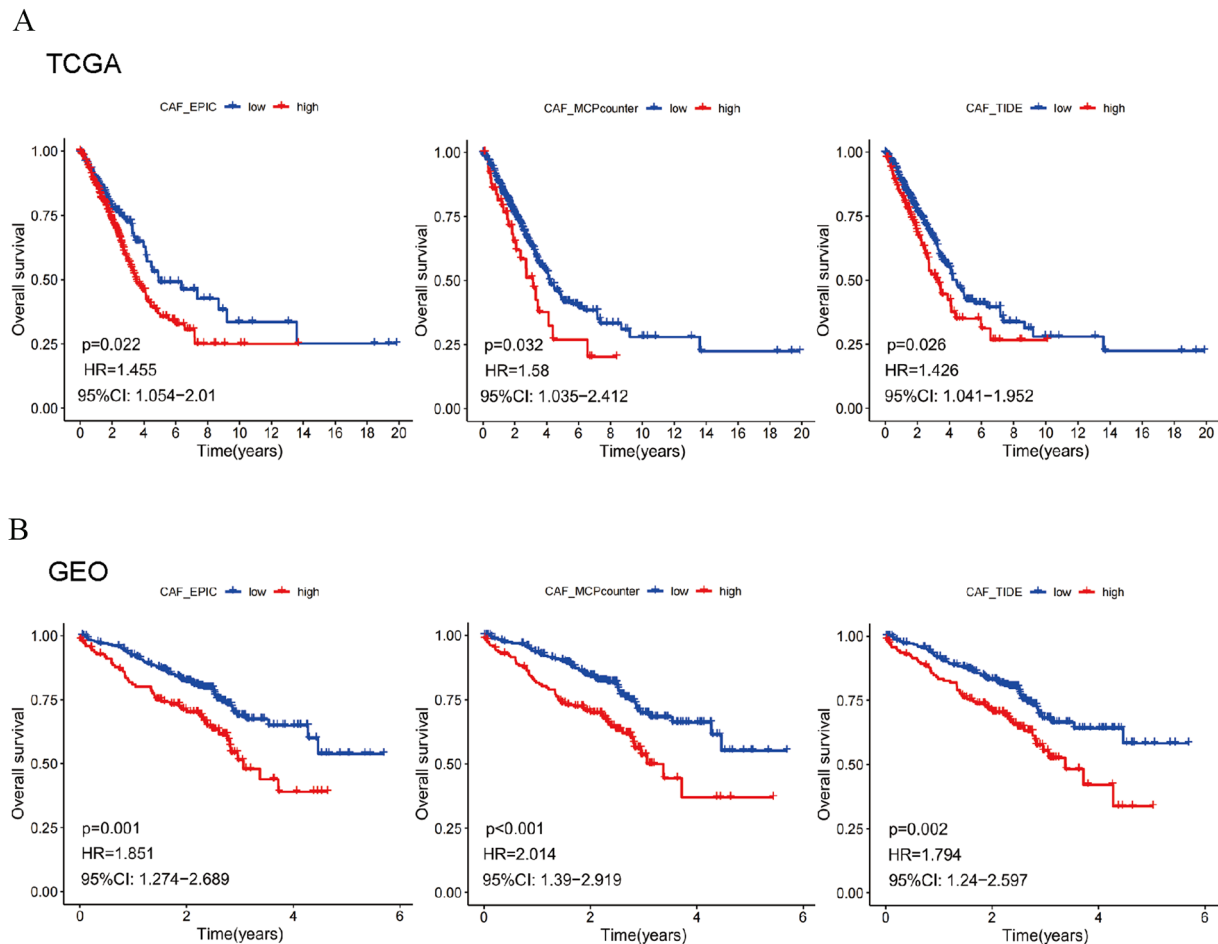 A
TCGA
CAF_EPIC low high
1.00
0.75
0.50
0.25
0.00
Overall survival
p=0.022
HR=1.455
95%CI: 1.054−2.01
0 2 4 6 8 10 12 14 16 18 20
Time(years)
CAF_MCPcounter low high
1.00
0.75
0.50
0.25
0.00
Overall survival
p=0.032
HR=1.58
95%CI: 1.035−2.412
0 2 4 6 8 10 12 14 16 18 20
Time(years)
CAF_TIDE low high
1.00
0.75
0.50
0.25
0.00
Overall survival
p=0.026
HR=1.426
95%CI: 1.041−1.952
0 2 4 6 8 10 12 14 16 18 20
Time(years)
B
GEO
CAF_EPIC low high
1.00
0.75
0.50
0.25
0.00
Overall survival
p=0.001
HR=1.851
95%CI: 1.274−2.689
0 2 4 6
Time(years)
CAF_MCPcounter low high
1.00
0.75
0.50
0.25
0.00
Overall survival
p<0.001
HR=2.014
95%CI: 1.39−2.919
0 2 4 6
Time(years)
CAF_TIDE low high
1.00
0.75
0.50
0.25
0.00
Overall survival
p=0.002
HR=1.794
95%CI: 1.24−2.597
0 2 4 6
Time(years)